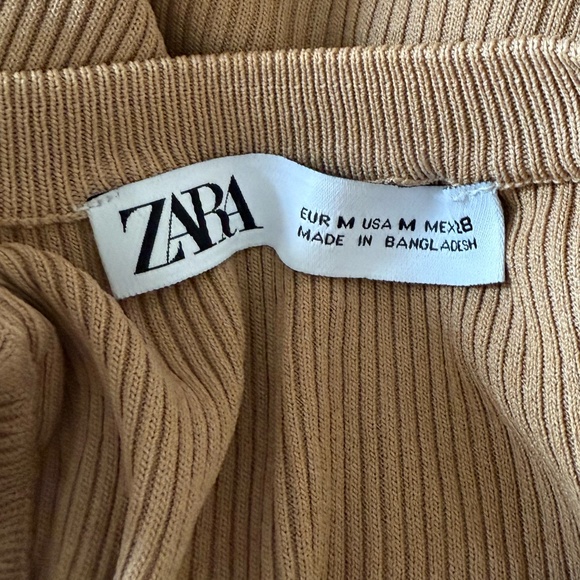 ZARA
EUR M USA M MEX 28
MADE IN BANGLADESH